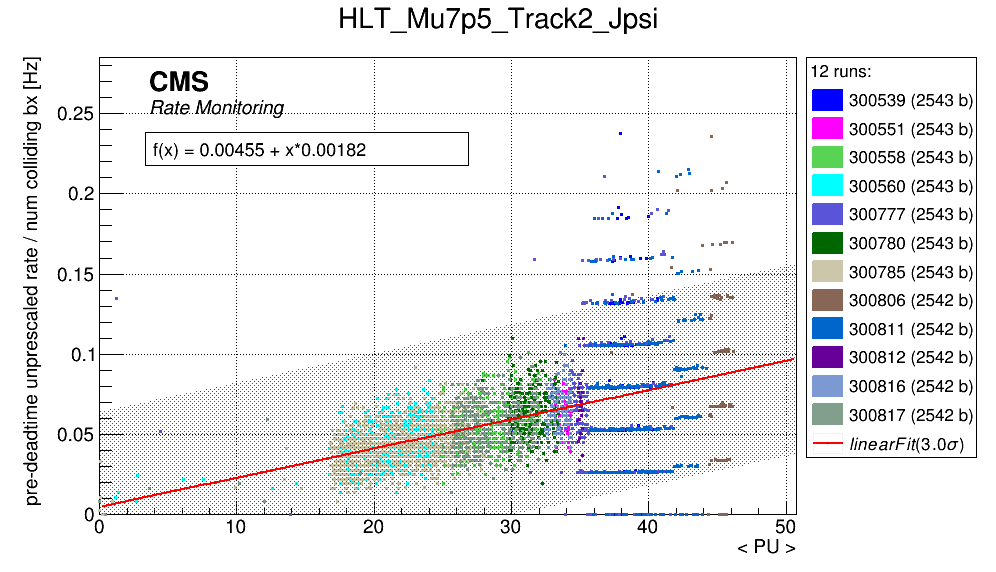 HLT_Mu7p5_Track2_Jpsi
pre-deadtime unprescaled rate / num colliding bx [Hz]
CMS
Rate Monitoring
f(x) = 0.00455 + x*0.00182
0.25
0.2
0.15
0.1
0.05
0
0 10 20 30 40 50
< PU >
12 runs:
300539 (2543 b)
300551 (2543 b)
300558 (2543 b)
300560 (2543 b)
300777 (2543 b)
300780 (2543 b)
300785 (2543 b)
300806 (2542 b)
300811 (2542 b)
300812 (2542 b)
300816 (2542 b)
300817 (2542 b)
linearFit(3.0σ)